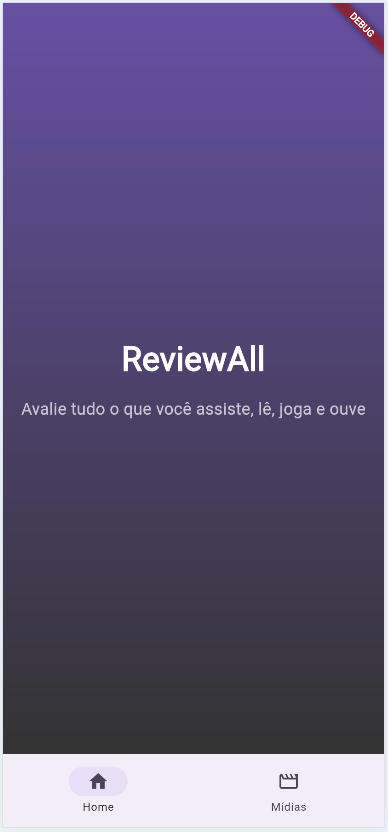 DEBUG
ReviewAll
Avalie tudo o que você assiste, lê, joga e ouve
Home
Mídias